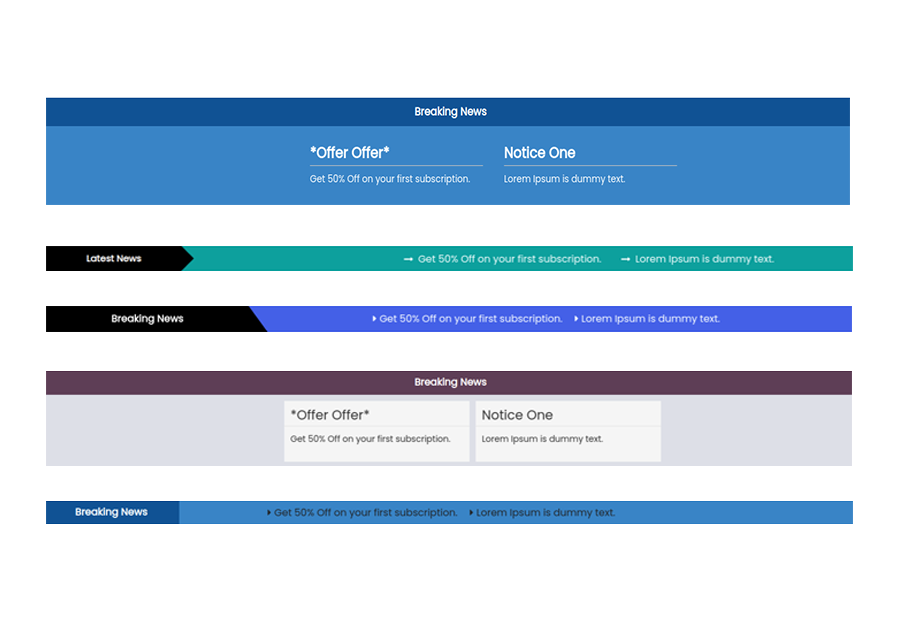 Breaking News
*Offer Offer* Notice One
Get 50% Off on your first subscription. Lorem Ipsum is dummy text.
Latest News → Get 50% Off on your first subscription. → Lorem Ipsum is dummy text.
Breaking News Get 50% Off on your first subscription. Lorem Ipsum is dummy text.
Breaking News
*Offer Offer* Notice One
Get 50% Off on your first subscription. Lorem Ipsum is dummy text.
Breaking News Get 50% Off on your first subscription. Lorem Ipsum is dummy text.